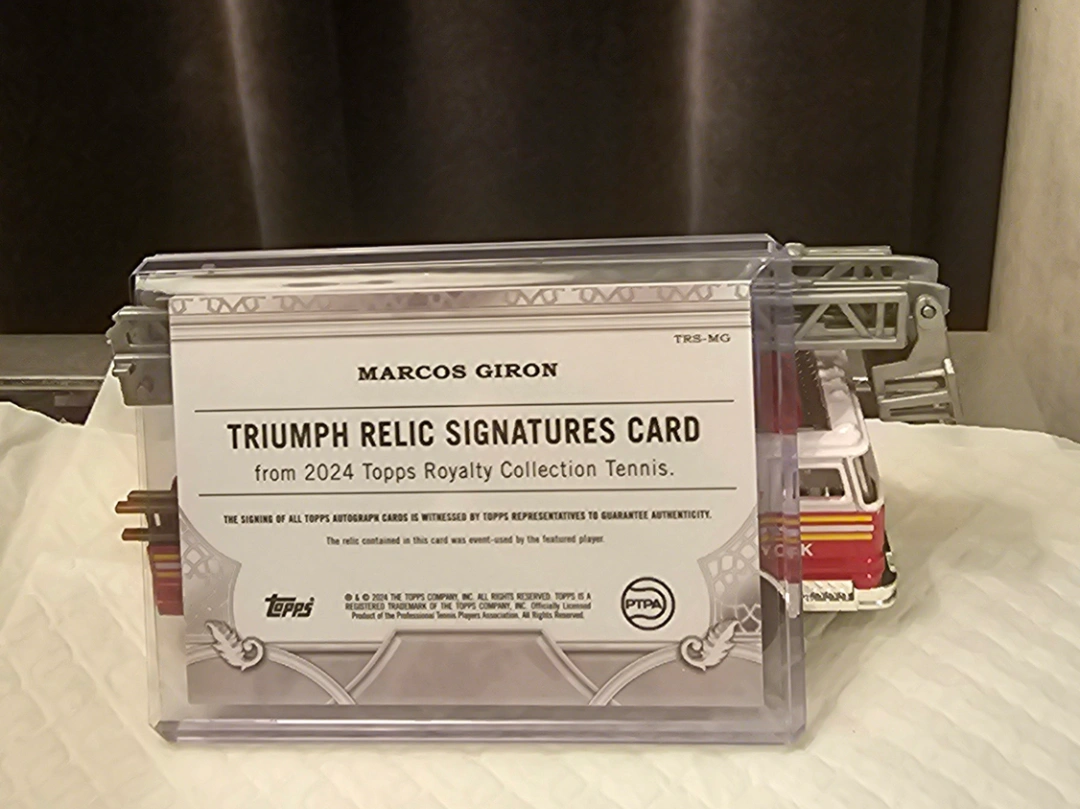 TRS-MG
MARCOS GIRON
TRIUMPH RELIC SIGNATURES CARD
from 2024 Topps Royalty Collection Tennis.
THE SIGNING OF ALL TOPPS AUTOGRAPH CARDS IS WITNESSED BY TOPPS REPRESENTATIVES TO GUARANTEE AUTHENTICITY.
The relic contained in this card was event-used by the featured player.
Topps
® & © 2024 THE TOPPS COMPANY, INC. ALL RIGHTS RESERVED. TOPPS IS A
REGISTERED TRADEMARK OF THE TOPPS COMPANY, INC. Officially Licensed
Product of the Professional Tennis Players Association. All Rights Reserved.
PTPA
YORK